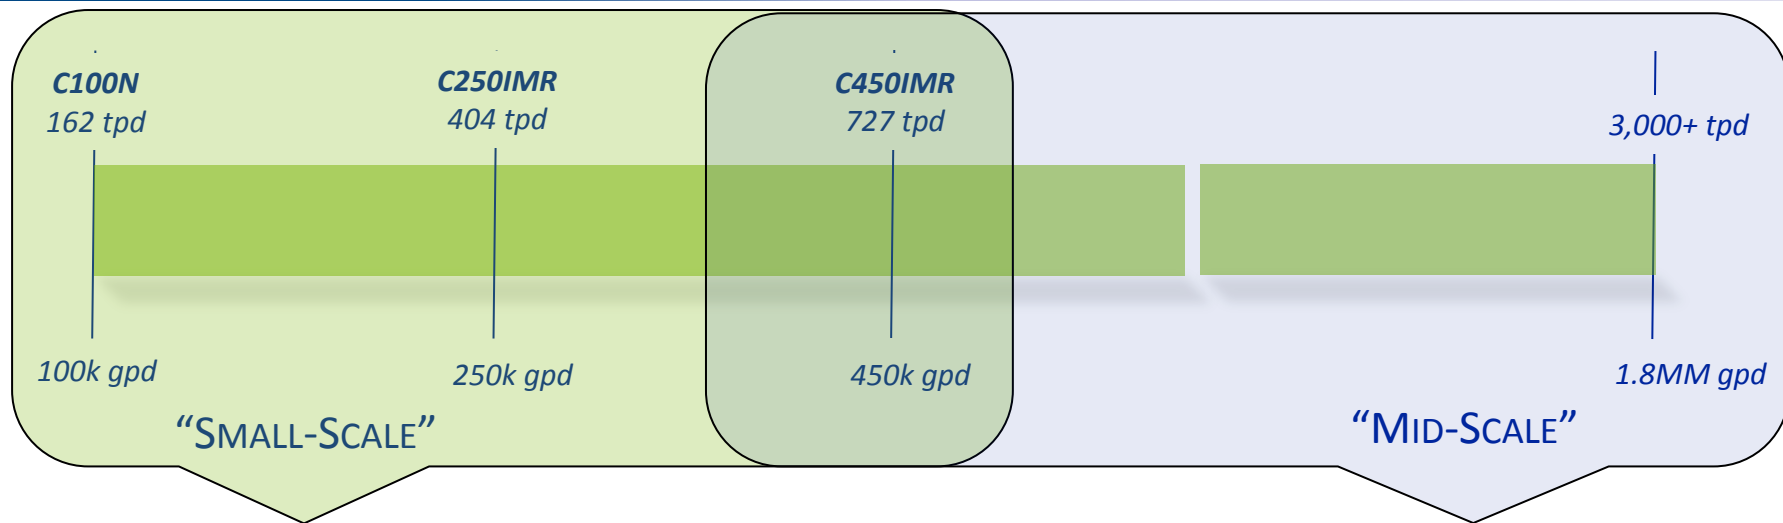 C100N
162 tpd
C250IMR
404 tpd
C450IMR
727 tpd
3,000+ tpd
100k gpd
250k gpd
450k gpd
1.8MM gpd
“SMALL-SCALE”
“MID-SCALE”